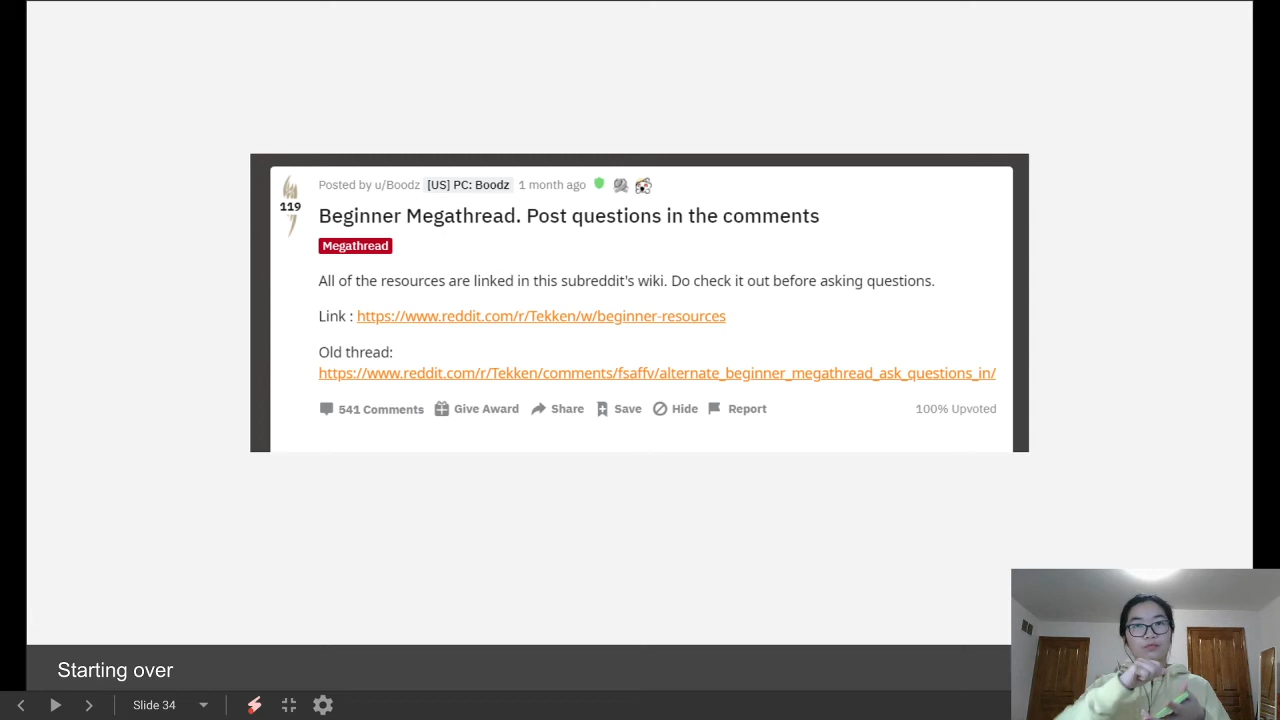 Posted by u/Boodz [US] PC: Boodz 1 month ago
119
Beginner Megathread. Post questions in the comments
Megathread
All of the resources are linked in this subreddit's wiki. Do check it out before asking questions.
Link : https://www.reddit.com/r/Tekken/w/beginner-resources
Old thread:
https://www.reddit.com/r/Tekken/comments/fsaffv/alternate_beginner_megathread_ask_questions_in/
541 Comments Give Award Share Save Hide Report 100% Upvoted
Starting over
Slide 34